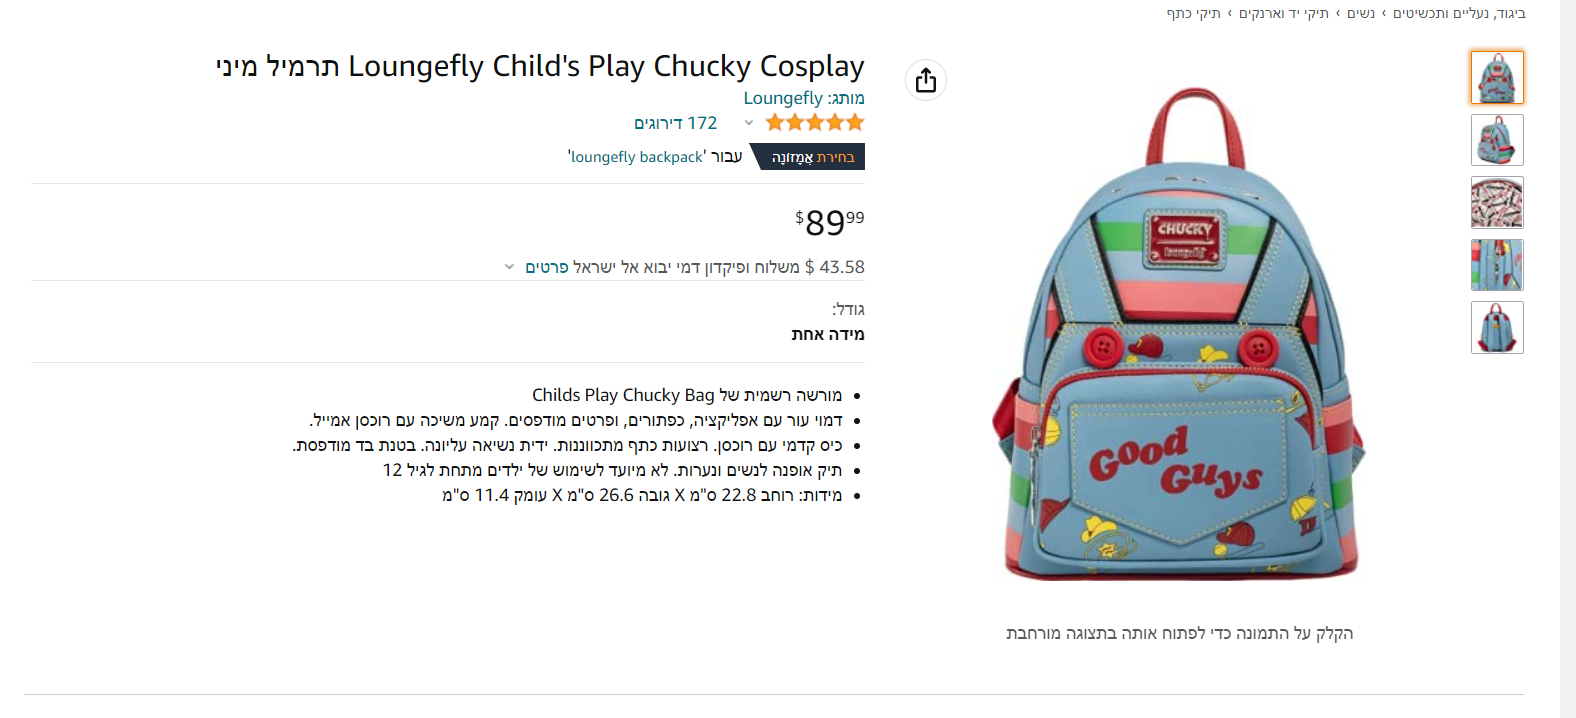 ביגוד, נעליים ותכשיטים › נשים › תיקי יד וארנקים › תיקי כתף
Loungefly Child's Play Chucky Cosplay תרמיל מיני
מותג: Loungefly
172 דירוגים
בחירת אֲמָזוֹנָה עבור 'loungefly backpack'
$89.99
43.58 $ משלוח ופיקדון דמי יבוא אל ישראל פרטים
גודל:
מידה אחת
• מורשה רשמית של Childs Play Chucky Bag
• דמוי עור עם אפליקציה, כפתורים, ופרטים מודפסים. קמע משיכה עם רוכסן אמייל.
• כיס קדמי עם רוכסן. רצועות כתף מתכווננות. ידית נשיאה עליונה. בטנת בד מודפסת.
• תיק אופנה לנשים ונערות. לא מיועד לשימוש של ילדים מתחת לגיל 12
• מידות: רוחב 22.8 ס"מ X גובה 26.6 ס"מ X עומק 11.4 ס"מ
CHUCKY
Loungefly
Good
Guys
הקלק על התמונה כדי לפתוח אותה בתצוגה מורחבת